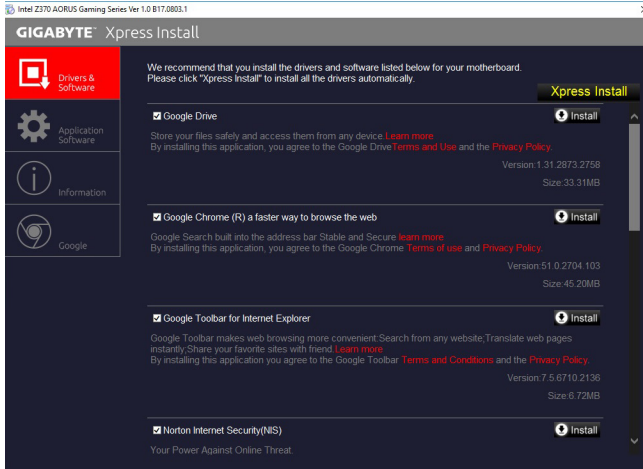 Intel Z370 AORUS Gaming Series Ver 1.0 B17.0803.1
GIGABYTE™ Xpress Install
Drivers &
Software
Application
Software
Information
Google
We recommend that you install the drivers and software listed below for your motherboard.
Please click "Xpress Install" to install all the drivers automatically.
Xpress Install
Google Drive
Install
Store your files safely and access them from any device.Learn more
By installing this application, you agree to the Google DriveTerms and Use and the Privacy Policy.
Version:1.31.2873.2758
Size:33.31MB
Google Chrome (R) a faster way to browse the web
Install
Google Search built into the address bar.Stable and Secure learn more
By installing this application, you agree to the Google Chrome Terms of use and Privacy Policy.
Version:51.0.2704.103
Size:45.20MB
Google Toolbar for Internet Explorer
Install
Google Toolbar makes web browsing more convenient.Search from any website;Translate web pages
instantly;Share your favorite sites with friend.Learn more
By installing this application you agree to the Google Toolbar Terms and Conditions and the Privacy Policy.
Version:7.5.6710.2136
Size:6.72MB
Norton Internet Security(NIS)
Install
Your Power Against Online Threat.